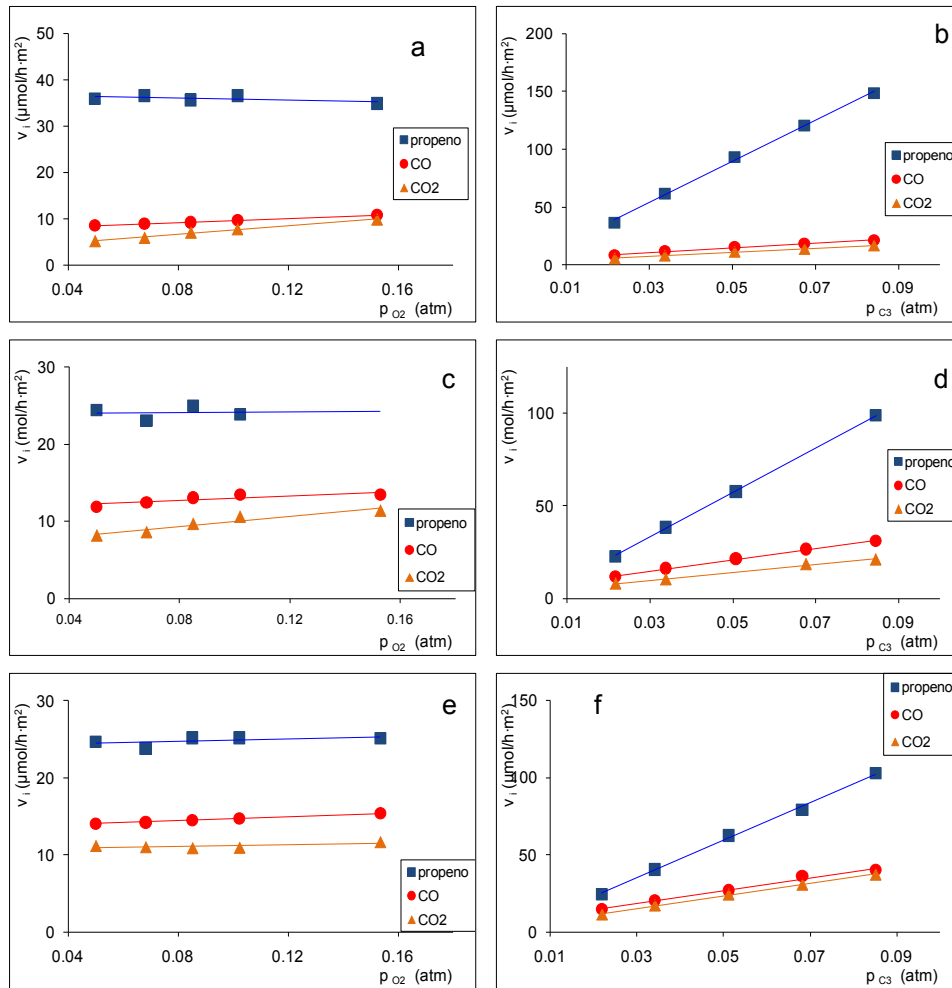 a
v i (µmol/h·m²)
50
40
30
20
10
0
0.04
0.08
0.12
0.16
p O2 (atm)
propeno
CO
CO2
b
v i (µmol/h·m²)
200
150
100
50
0
0.01
0.03
0.05
0.07
0.09
p C3 (atm)
propeno
CO
CO2
c
v i (mol/h·m²)
30
20
10
0
0.04
0.08
0.12
0.16
p O2 (atm)
propeno
CO
CO2
d
v i (mol/h·m²)
100
50
0
0.01
0.03
0.05
0.07
0.09
p C3 (atm)
propeno
CO
CO2
e
v i (µmol/h·m²)
30
20
10
0
0.04
0.08
0.12
0.16
p O2 (atm)
propeno
CO
CO2
f
v i (µmol/h·m²)
150
100
50
0
0.01
0.03
0.05
0.07
0.09
p C3 (atm)
propeno
CO
CO2